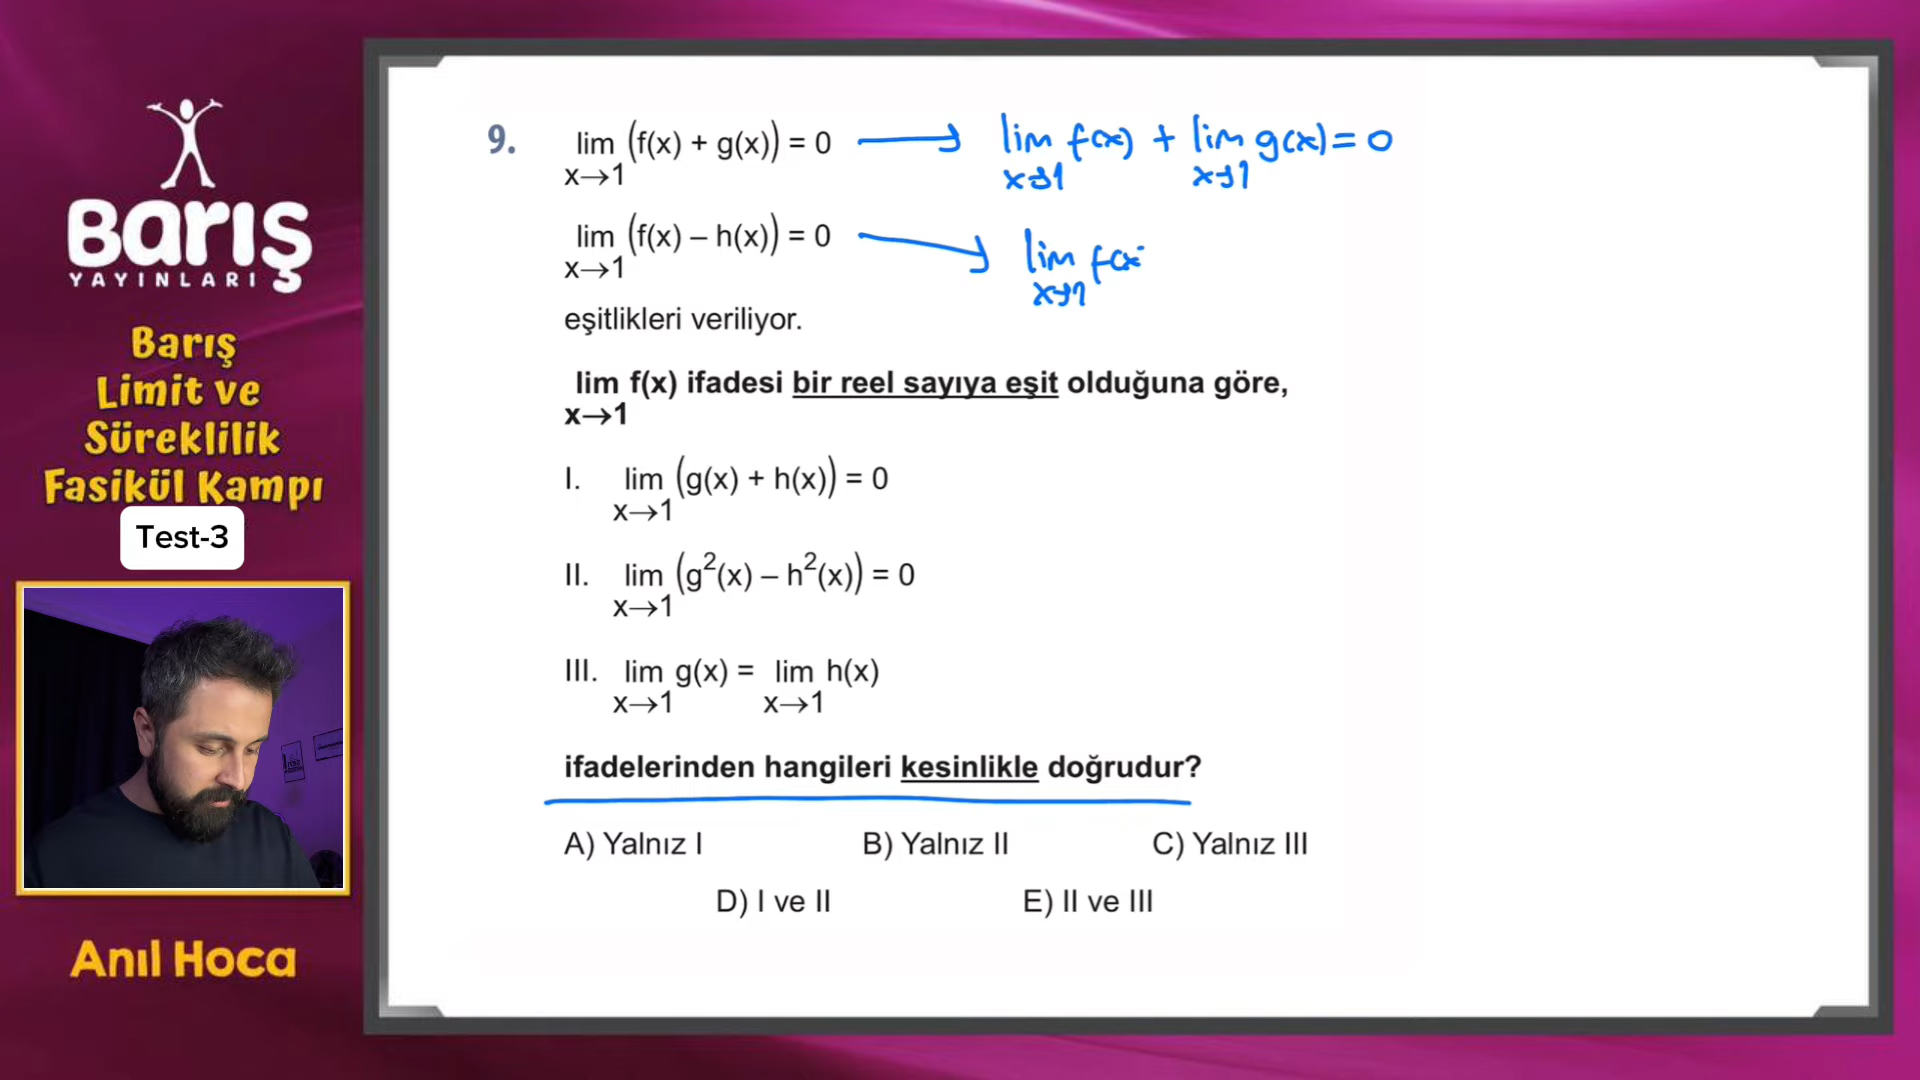 Barış
YAYINLARI
Barış
Limit ve
Süreklilik
Fasikül Kampı
Test-3
Anıl Hoca
9. lim (f(x) + g(x)) = 0 lim f(x) + lim g(x) = 0
x→1 x→1 x→1
lim (f(x) – h(x)) = 0 lim f(x
x→1 x→1
eşitlikleri veriliyor.
lim f(x) ifadesi bir reel sayıya eşit olduğuna göre,
x→1
I. lim (g(x) + h(x)) = 0
x→1
II. lim (g²(x) – h²(x)) = 0
x→1
III. lim g(x) = lim h(x)
x→1 x→1
ifadelerinden hangileri kesinlikle doğrudur?
A) Yalnız I B) Yalnız II C) Yalnız III
D) I ve II E) II ve III